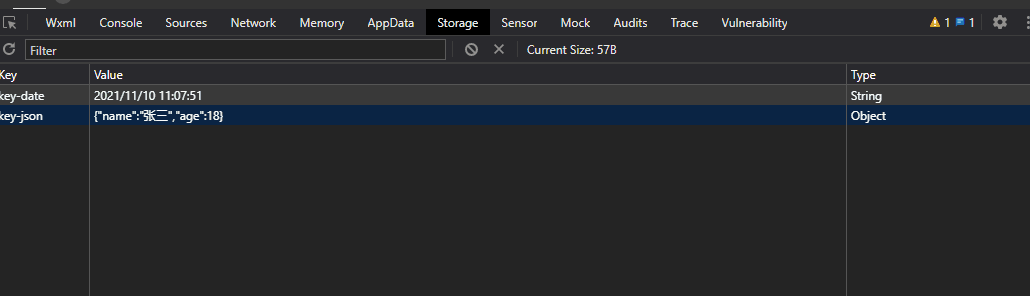 Wxml Console Sources Network Memory AppData Storage Sensor Mock Audits Trace Vulnerability 1 1
Filter Current Size: 57B
Key Value Type
key-date 2021/11/10 11:07:51 String
key-json {"name":"张三","age":18} Object